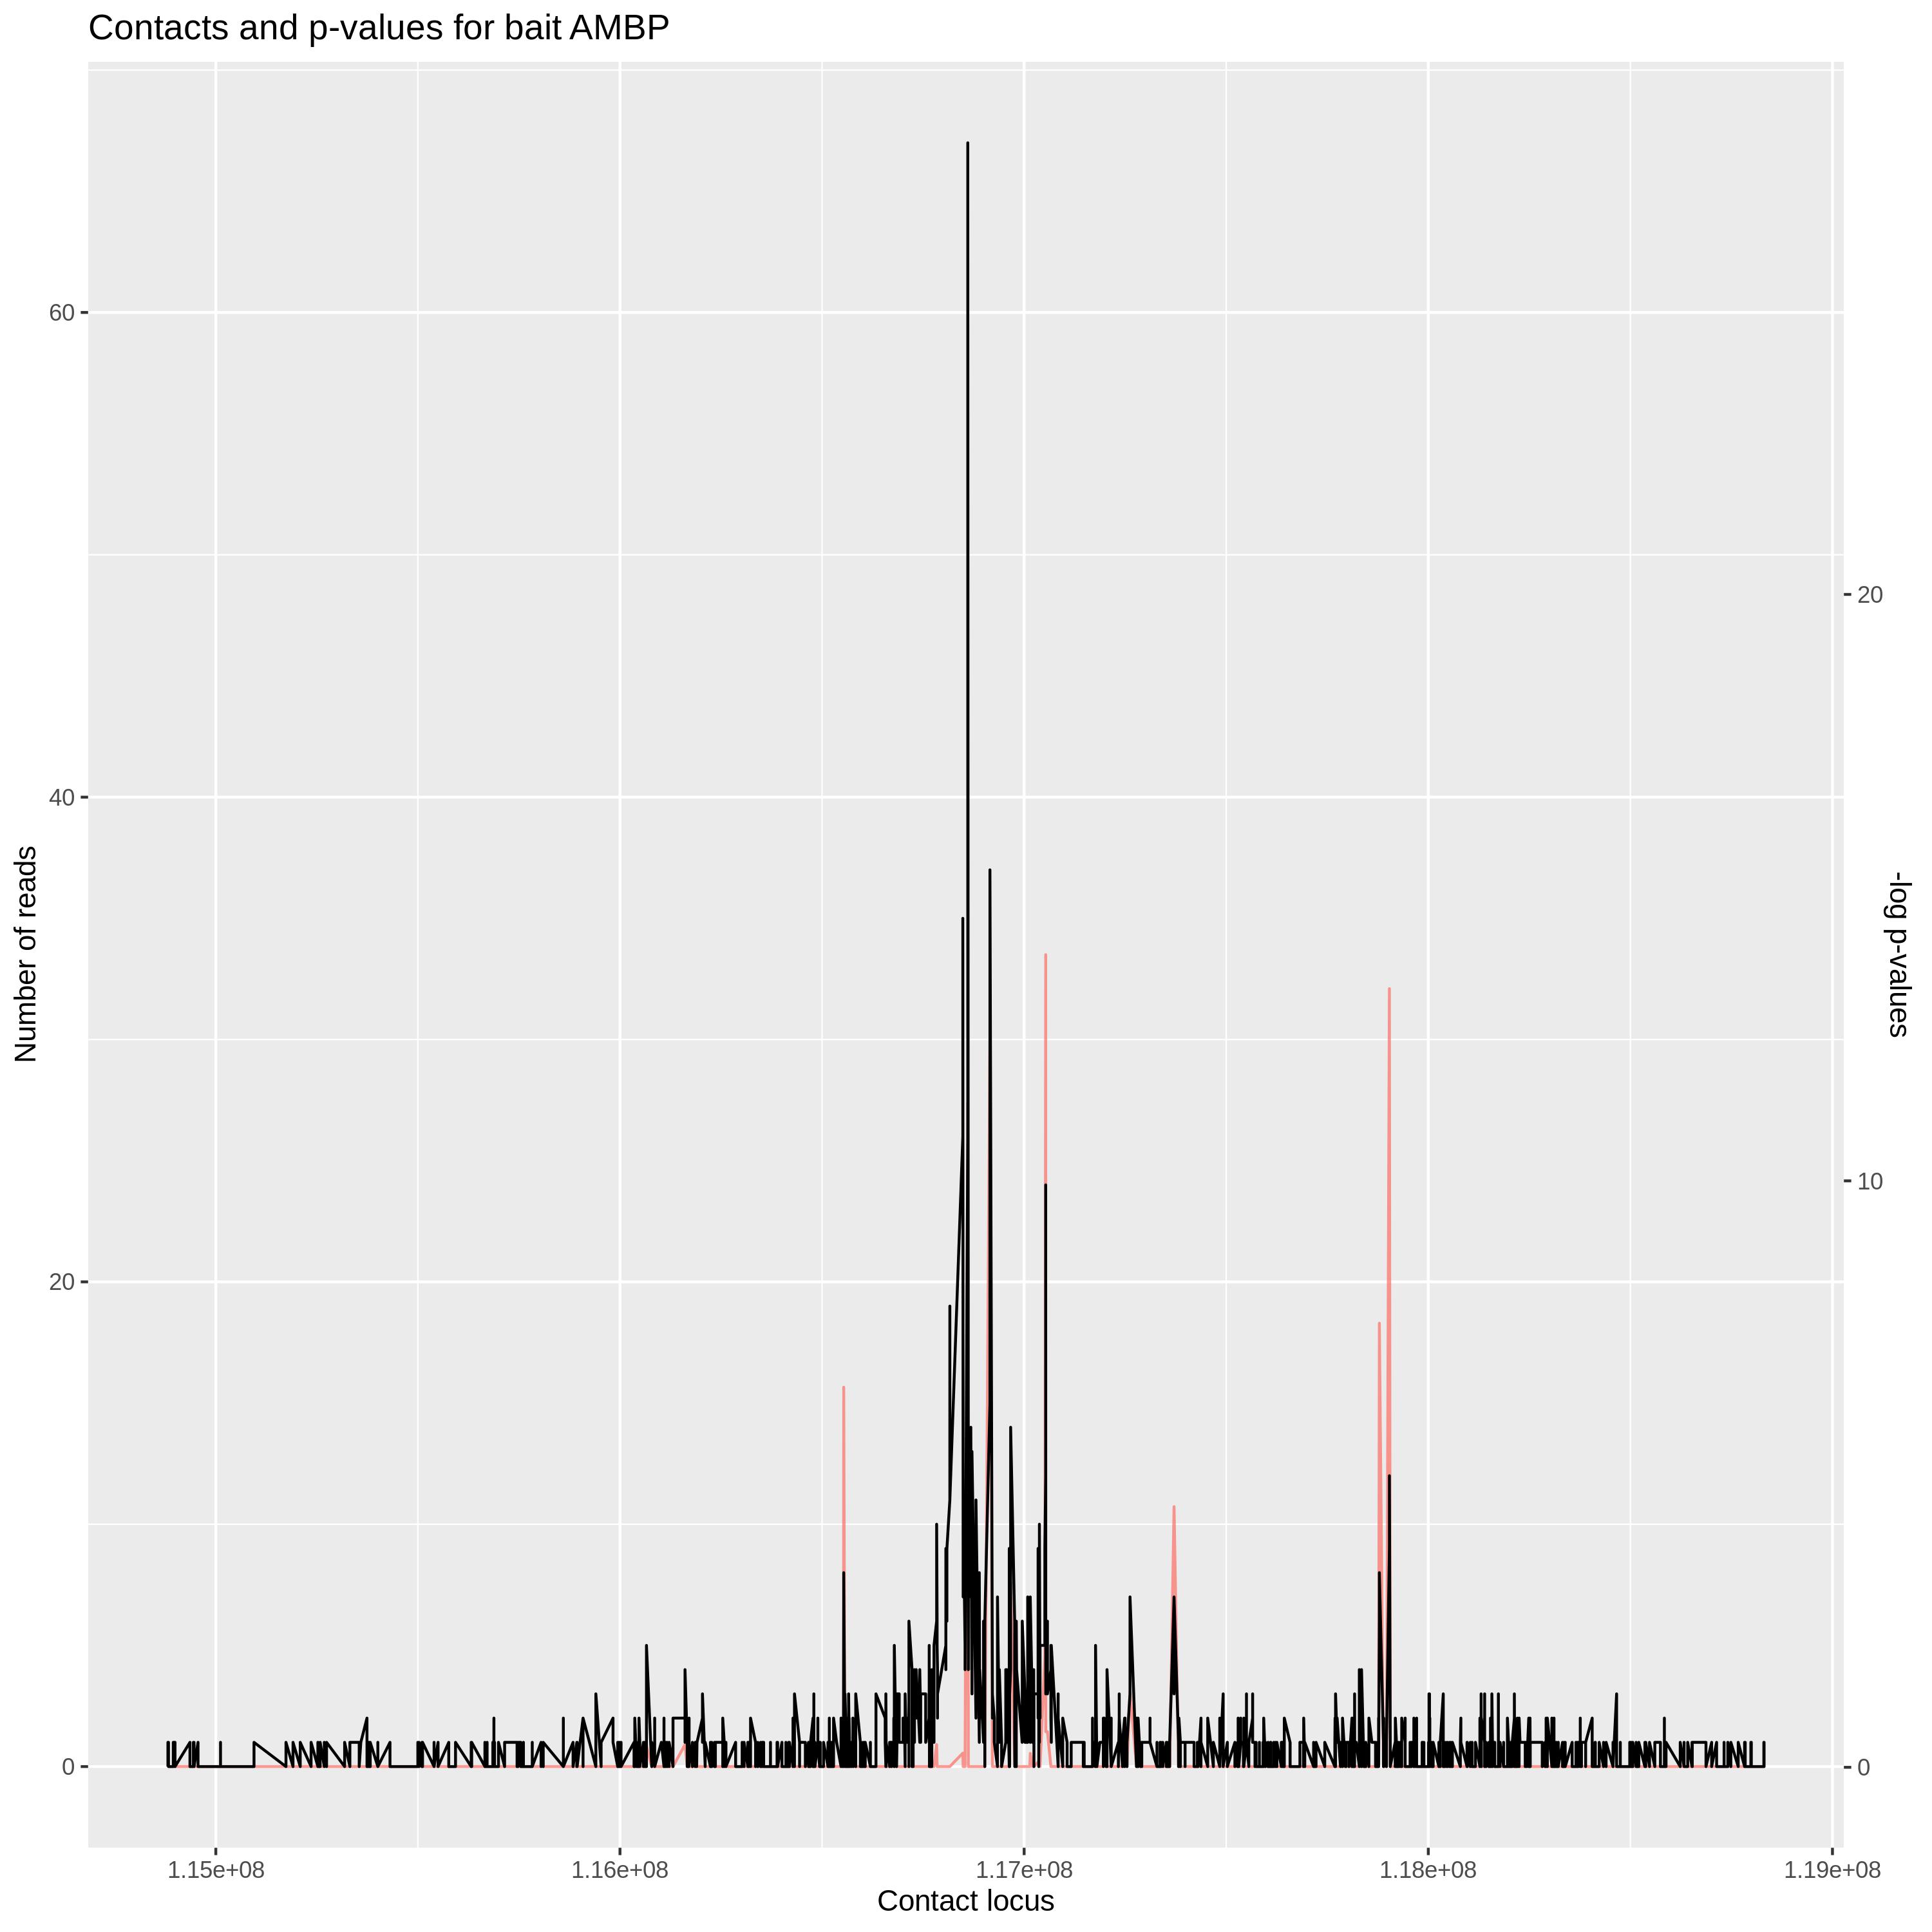 Contacts and p-values for bait AMBP
60
40
20
0
Number of reads
20
10
0
-log p-values
1.15e+08
1.16e+08
1.17e+08
1.18e+08
1.19e+08
Contact locus